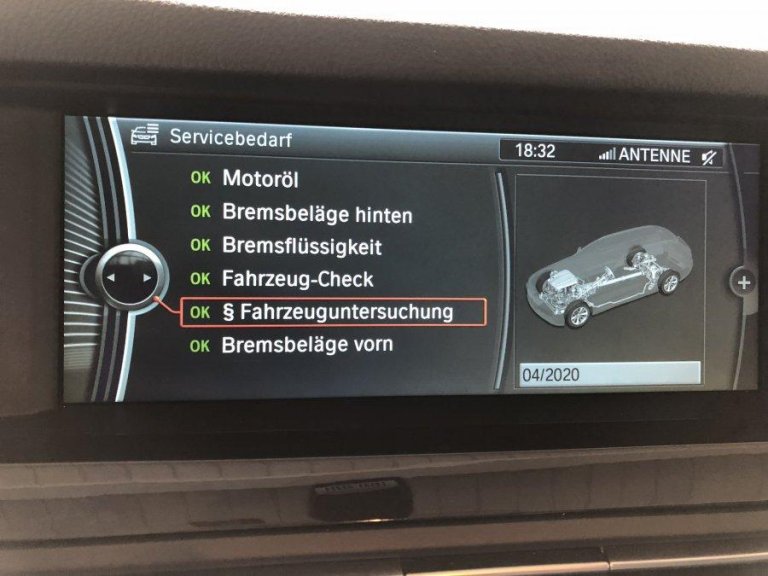 Servicebedarf
18:32 ANTENNE
OK Motoröl
OK Bremsbeläge hinten
OK Bremsflüssigkeit
OK Fahrzeug-Check
OK § Fahrzeuguntersuchung
OK Bremsbeläge vorn
04/2020